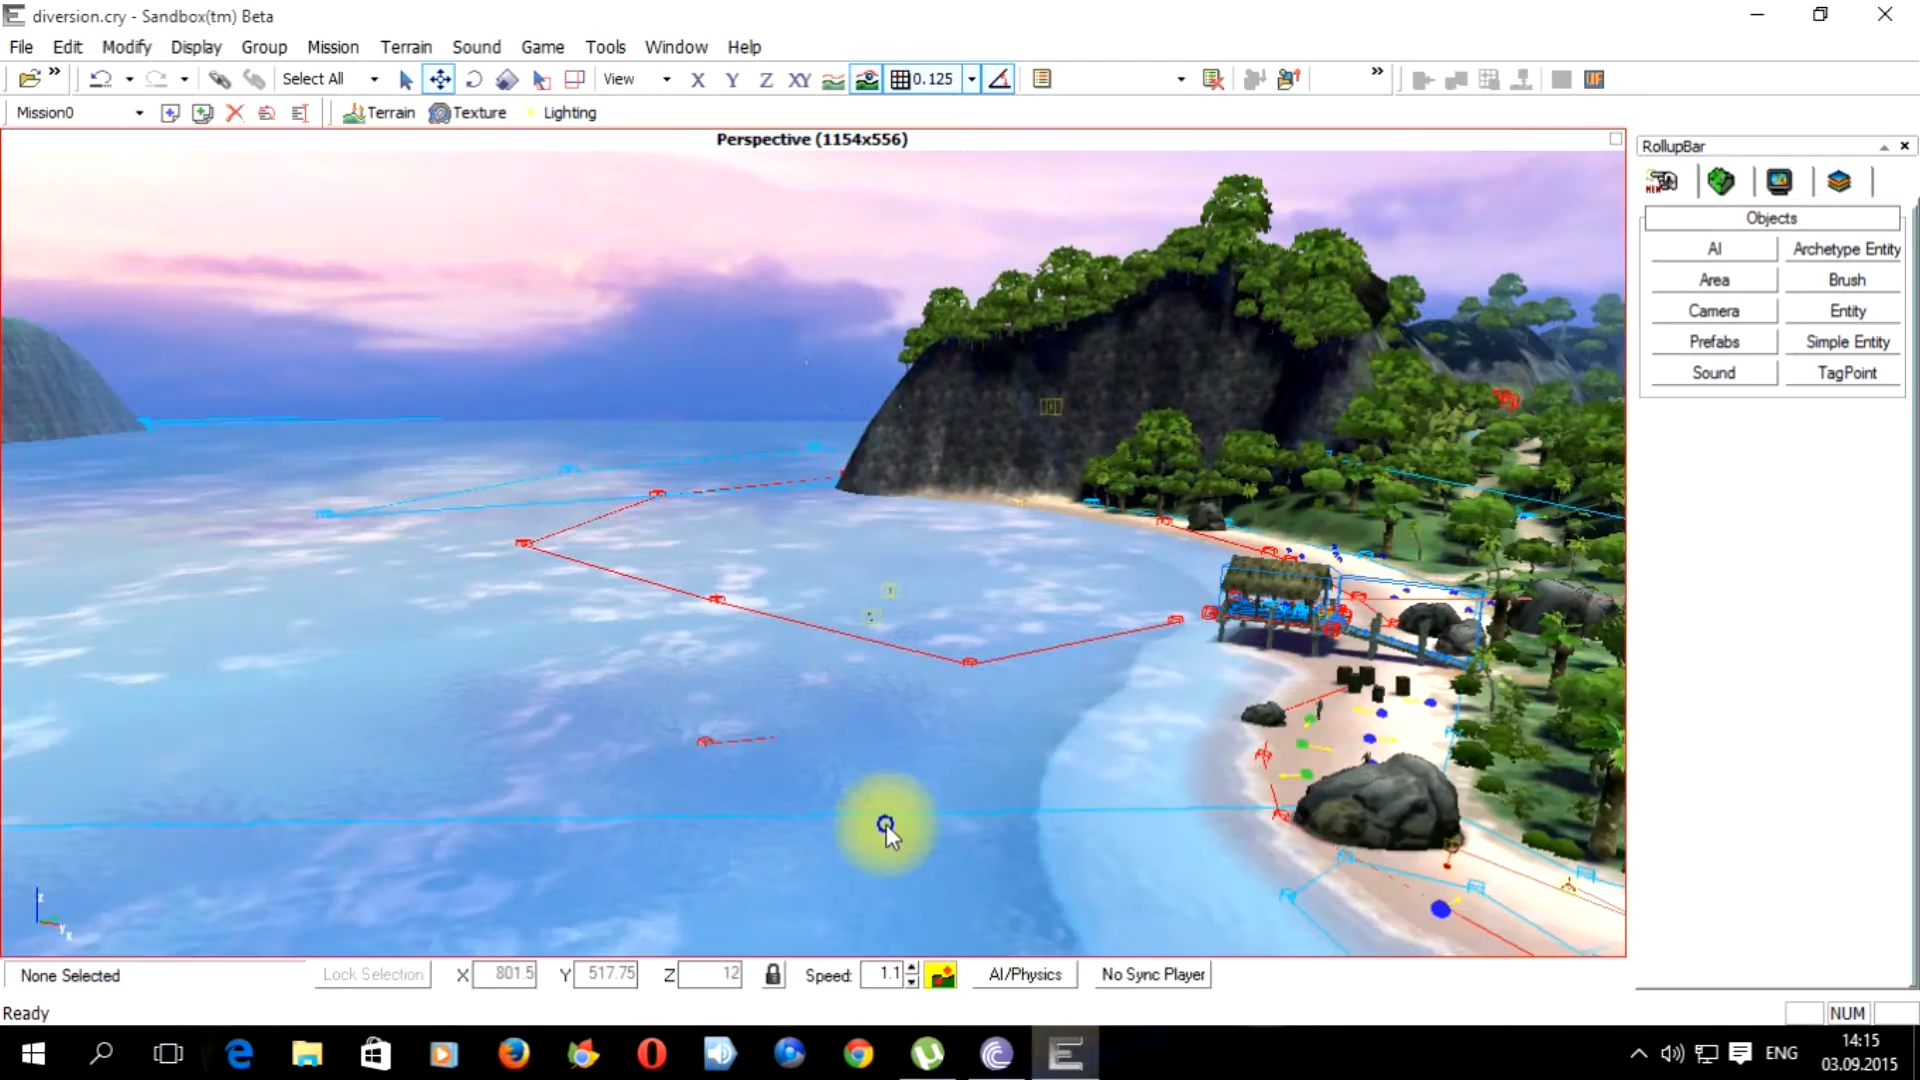 diversion.cry - Sandbox(tm) Beta
File Edit Modify Display Group Mission Terrain Sound Game Tools Window Help
Select All View X Y Z XY 0.125
Mission0 Terrain Texture Lighting
Perspective (1154x556)
RollupBar
Objects
AI Archetype Entity
Area Brush
Camera Entity
Prefabs Simple Entity
Sound TagPoint
z
y
x
None Selected Lock Selection X 801.5 Y 517.75 Z 12 Speed: 1.1 AI/Physics No Sync Player
Ready NUM
ENG 14:15
03.09.2015